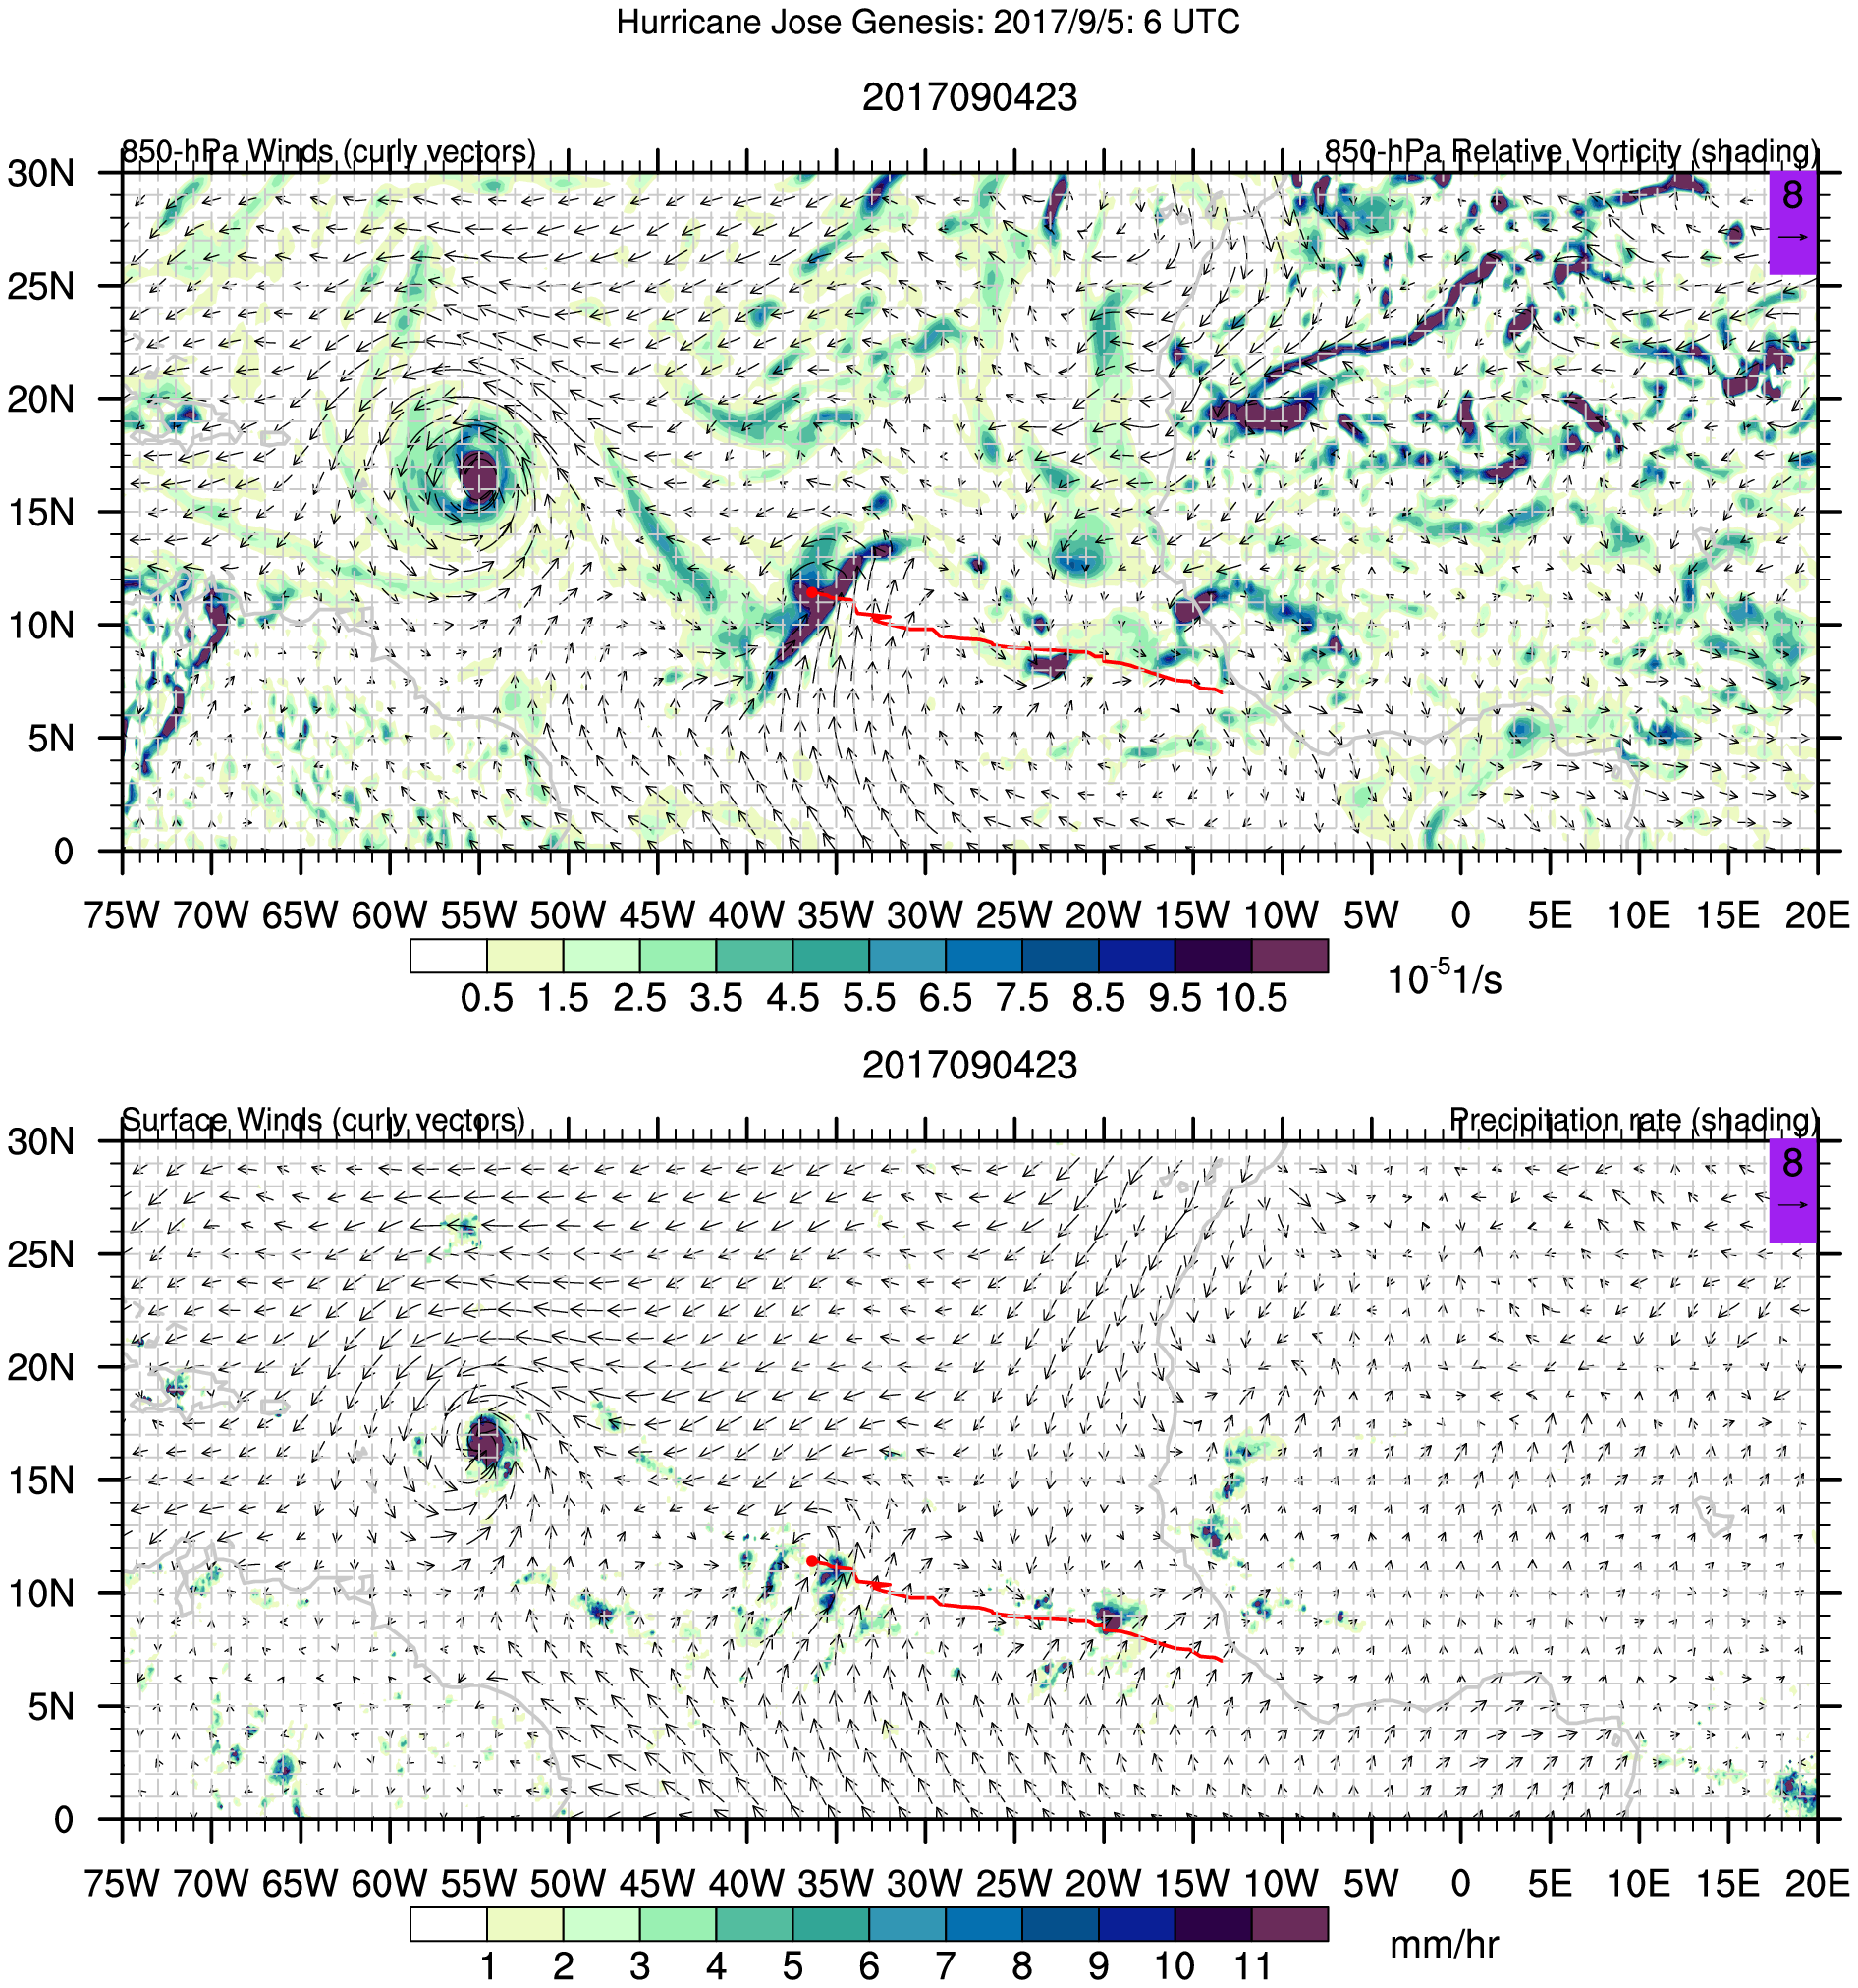 Hurricane Jose Genesis: 2017/9/5: 6 UTC
2017090423
850-hPa Winds (curly vectors) 850-hPa Relative Vorticity (shading)
8
30N
25N
20N
15N
10N
5N
0
75W 70W 65W 60W 55W 50W 45W 40W 35W 30W 25W 20W 15W 10W 5W 0 5E 10E 15E 20E
0.5 1.5 2.5 3.5 4.5 5.5 6.5 7.5 8.5 9.5 10.5
10-51/s
2017090423
Surface Winds (curly vectors) Precipitation rate (shading)
8
30N
25N
20N
15N
10N
5N
0
75W 70W 65W 60W 55W 50W 45W 40W 35W 30W 25W 20W 15W 10W 5W 0 5E 10E 15E 20E
1 2 3 4 5 6 7 8 9 10 11
mm/hr